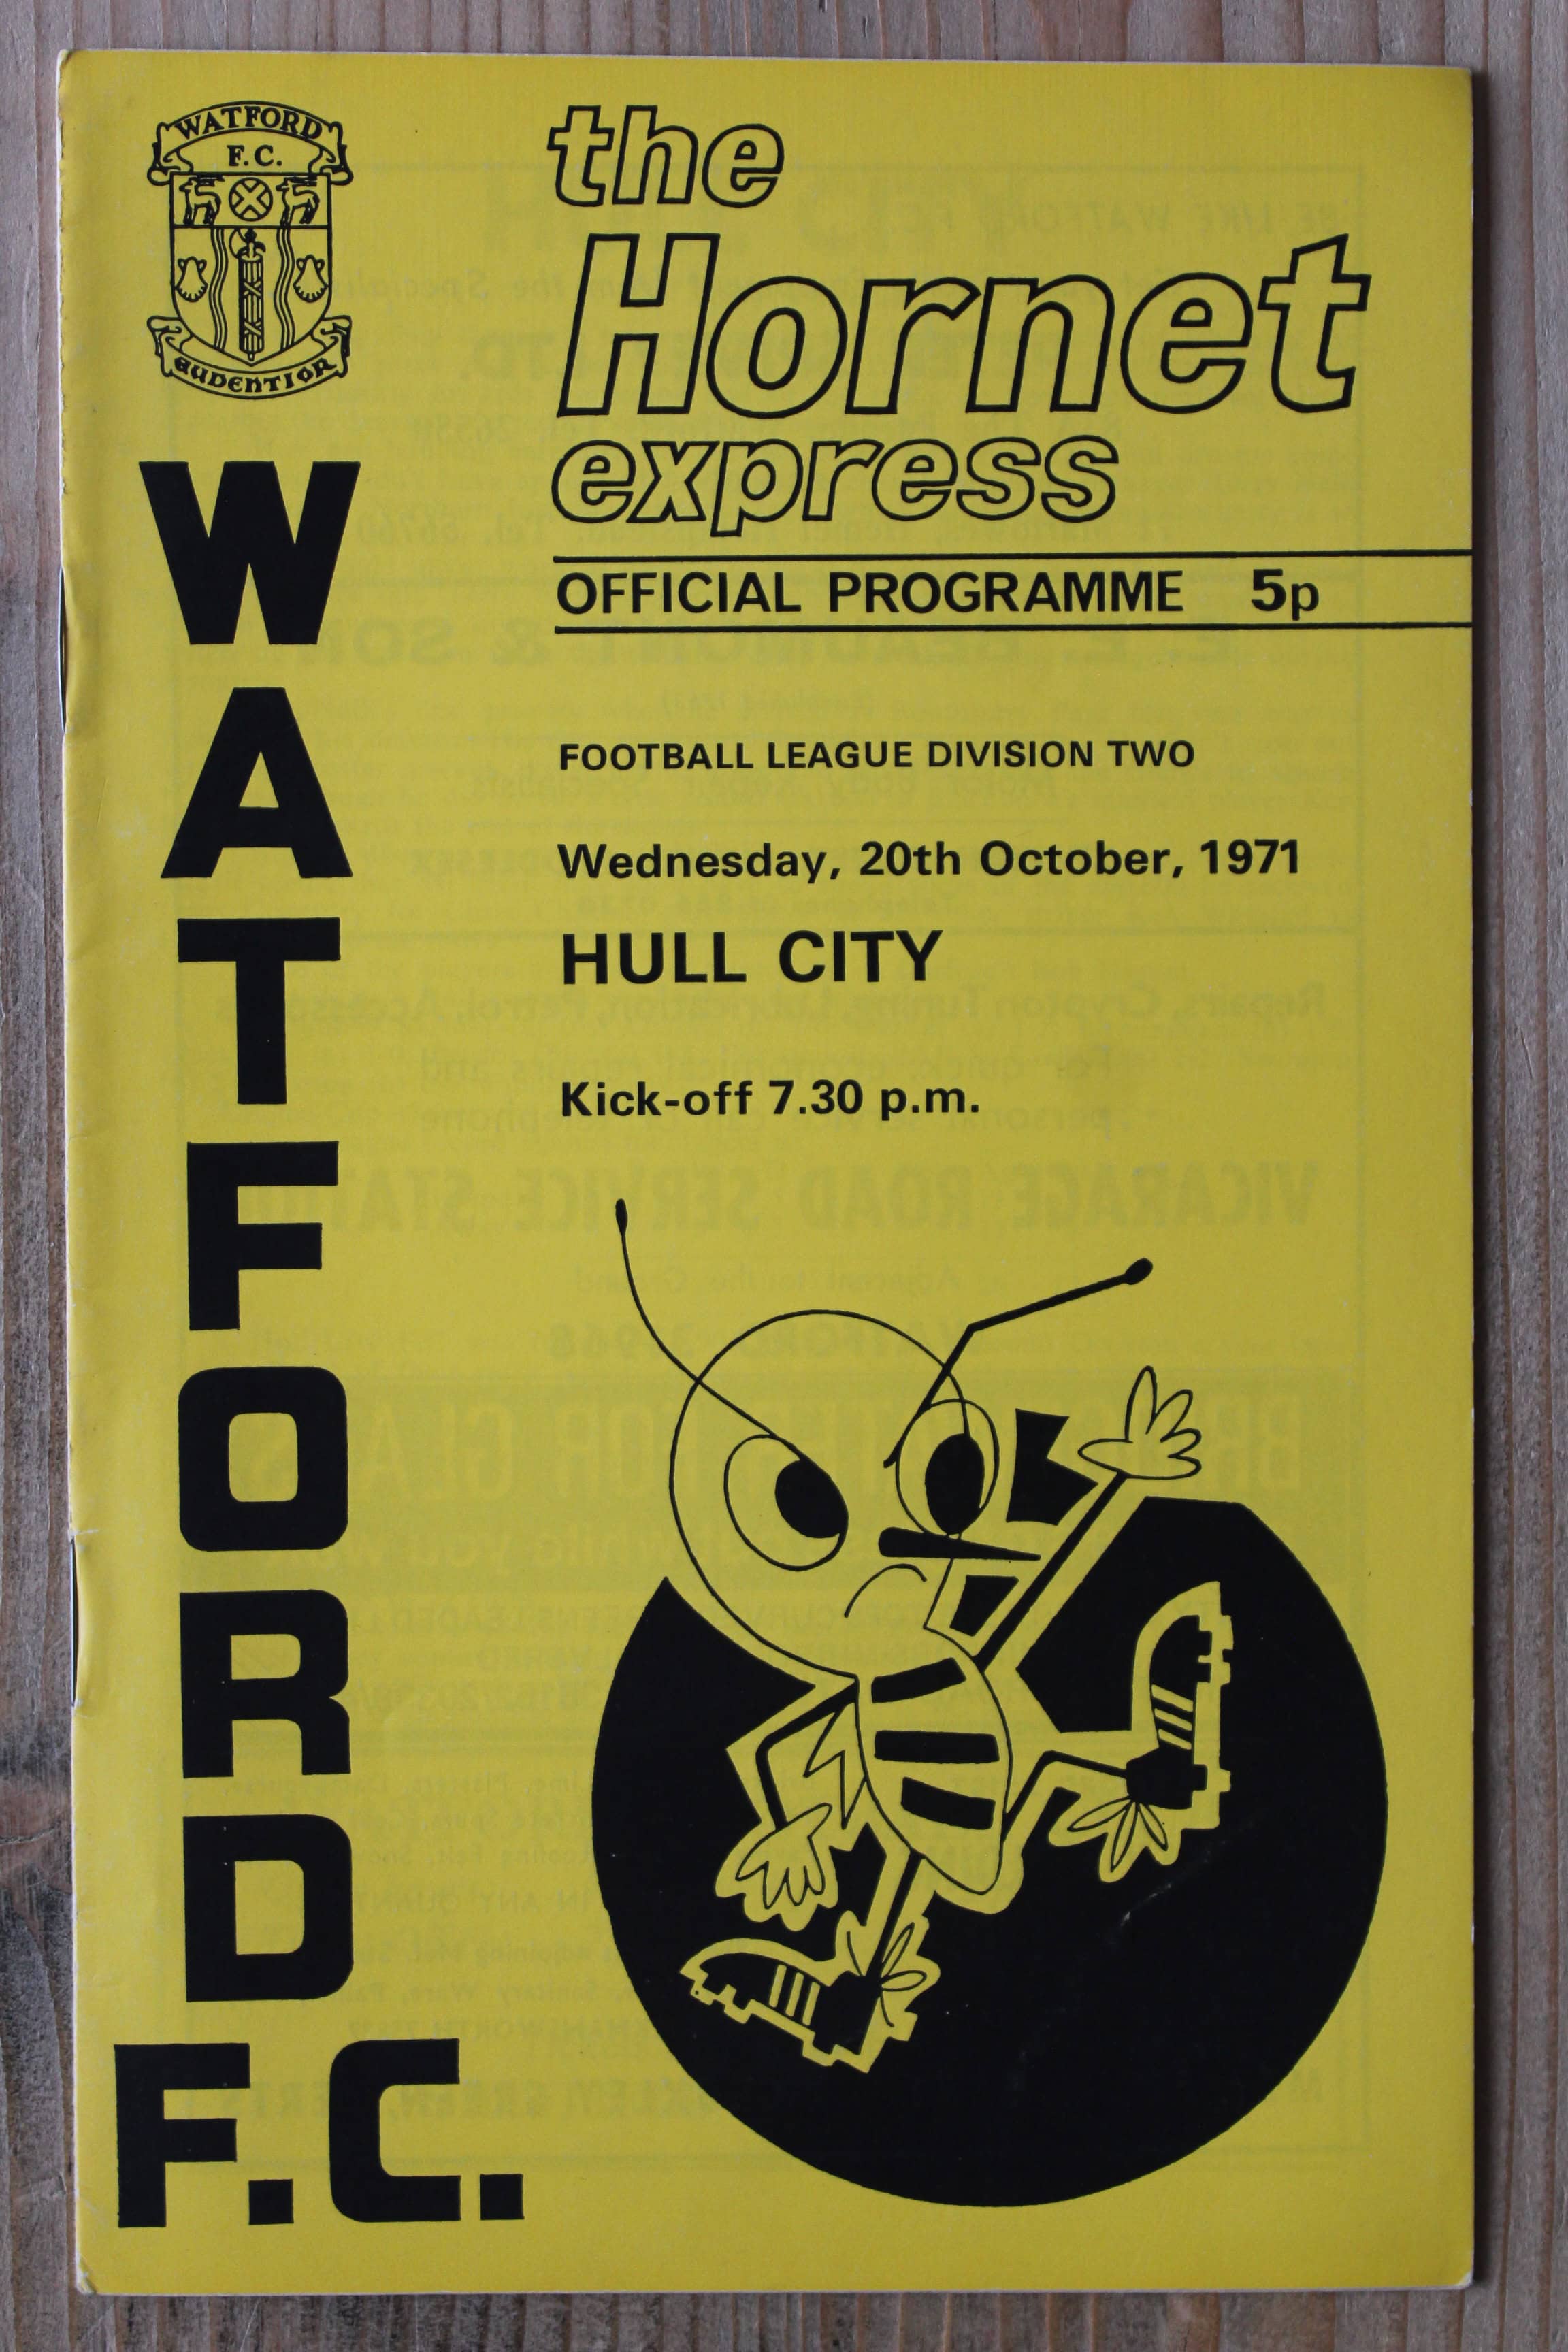 WATFORD
F.C.
AUDENTIOR
the
Hornet
express
OFFICIAL PROGRAMME 5p
FOOTBALL LEAGUE DIVISION TWO
Wednesday, 20th October, 1971
HULL CITY
Kick-off 7.30 p.m.
WATFORD
F.C.